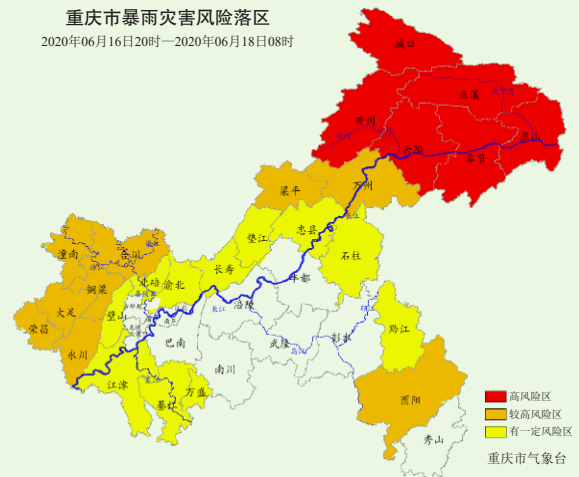 重庆市暴雨灾害风险落区
2020年06月16日20时—2020年06月18日08时
城口
巫溪
开州
云阳
奉节
巫山
万州
梁平
忠县
垫江
石柱
长江
长寿
丰都
涪陵
长江
潼南
合川
铜梁
北碚
渝北
大足
璧山
荣昌
永川
巴南
武隆
彭水
黔江
乌江
江津
南川
綦江
万盛
酉阳
秀山
高风险区
较高风险区
有一定风险区
重庆市气象台